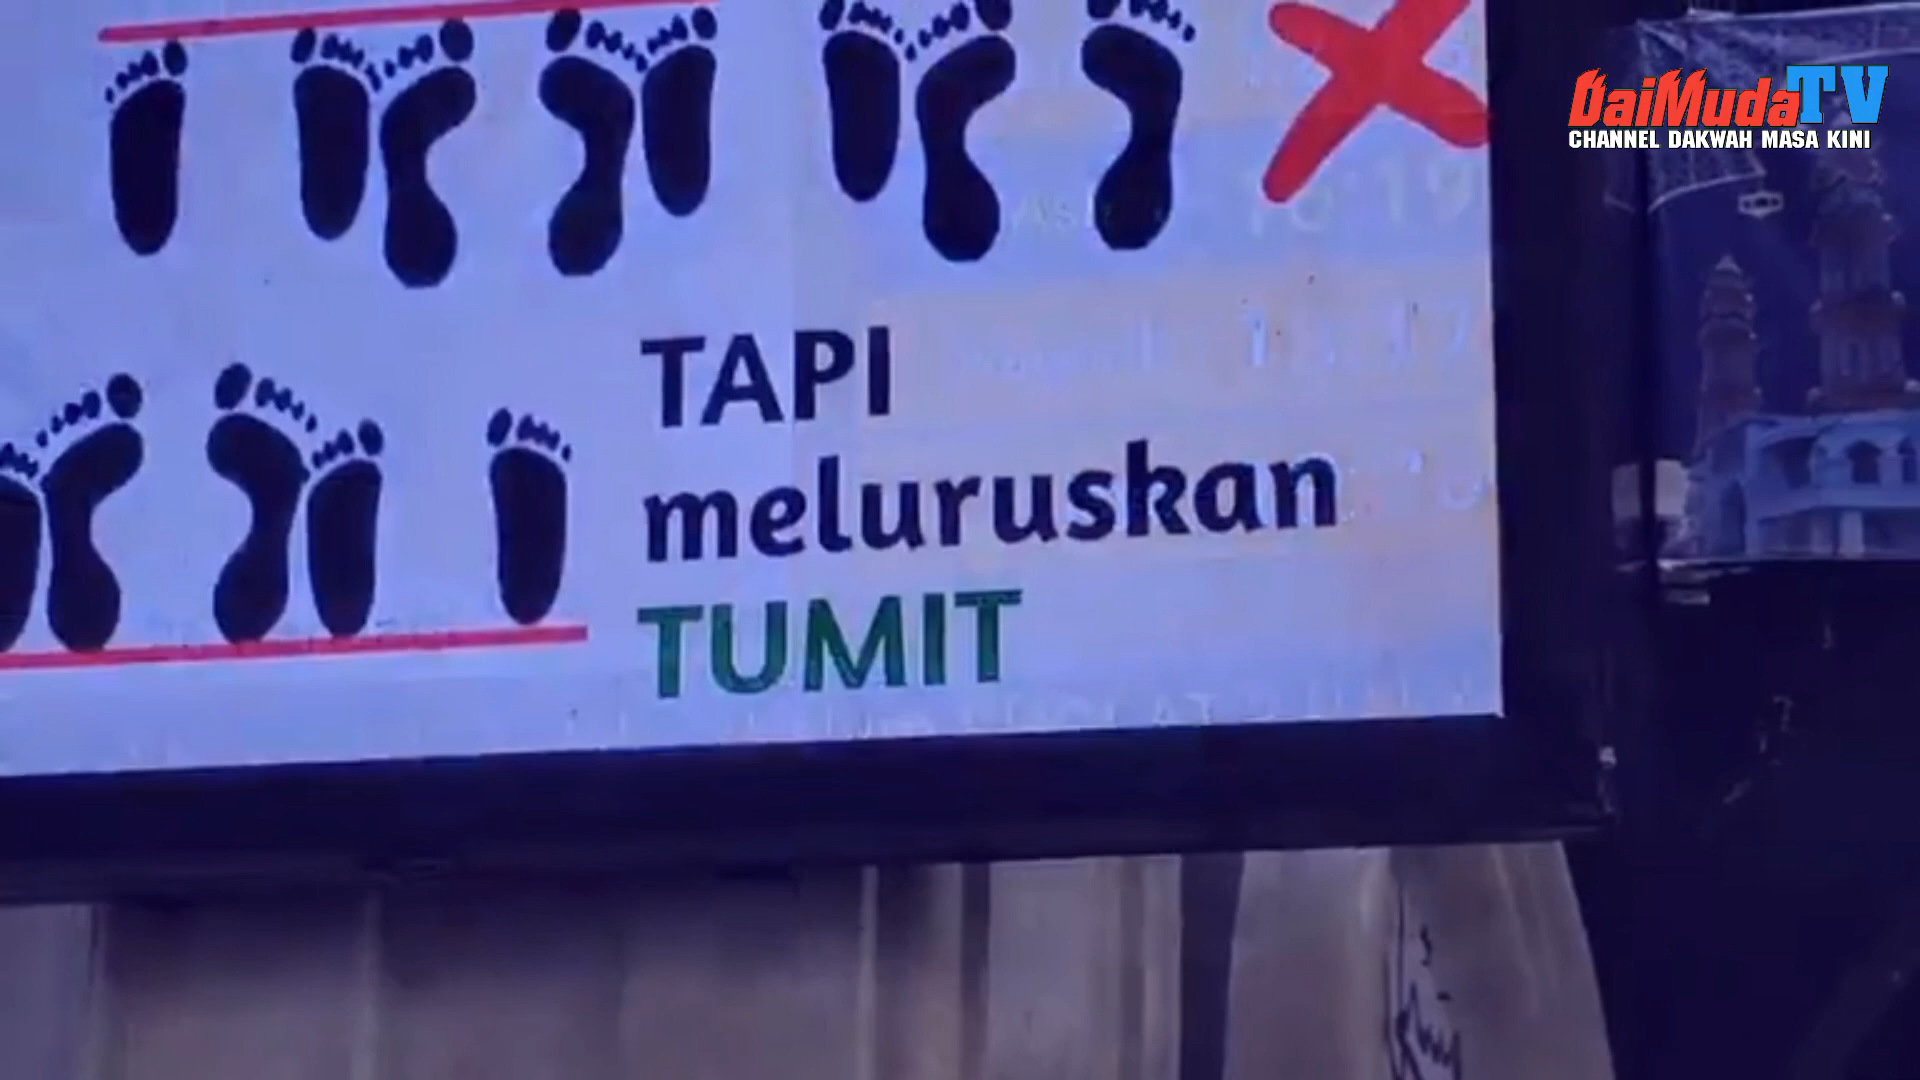 DaiMudaTV
CHANNEL DAKWAH MASA KINI
TAPI
meluruskan
TUMIT